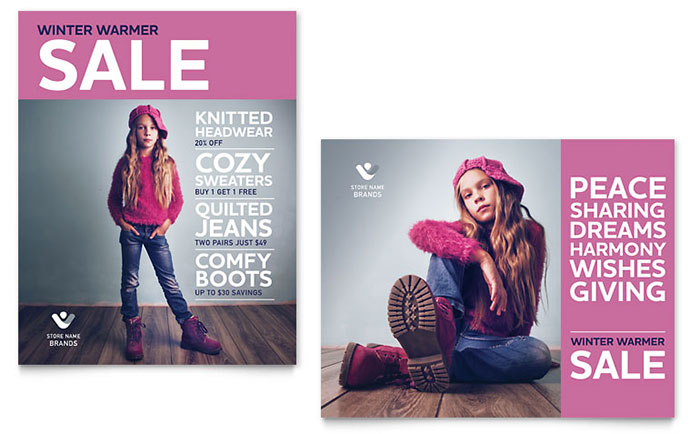 WINTER WARMER
SALE
KNITTED
HEADWEAR
20% OFF
COZY
SWEATERS
BUY 1 GET 1 FREE
QUILTED
JEANS
TWO PAIRS JUST $49
COMFY
BOOTS
UP TO $30 SAVINGS
STORE NAME
BRANDS
STORE NAME
BRANDS
PEACE
SHARING
DREAMS
HARMONY
WISHES
GIVING
WINTER WARMER
SALE